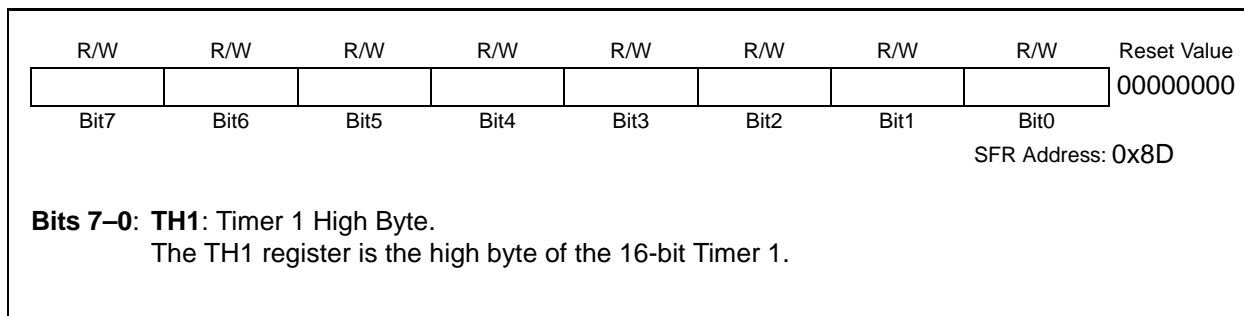 R/W R/W R/W R/W R/W R/W R/W R/W Reset Value
00000000
Bit7 Bit6 Bit5 Bit4 Bit3 Bit2 Bit1 Bit0
SFR Address: 0x8D
Bits 7–0: TH1: Timer 1 High Byte.
The TH1 register is the high byte of the 16-bit Timer 1.